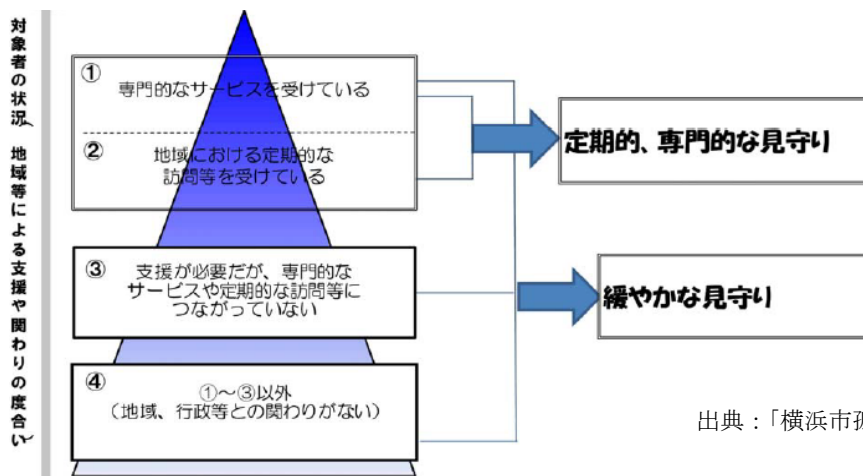 対象者の状況、地域等による支援や関わりの度合い
①
専門的なサービスを受けている
②
地域における定期的な
訪問等を受けている
③
支援が必要だが、専門的な
サービスや定期的な訪問等に
つながっていない
④
①～③以外
（地域、行政等との関わりがない）
定期的、専門的な見守り
緩やかな見守り
出典：「横浜市孤